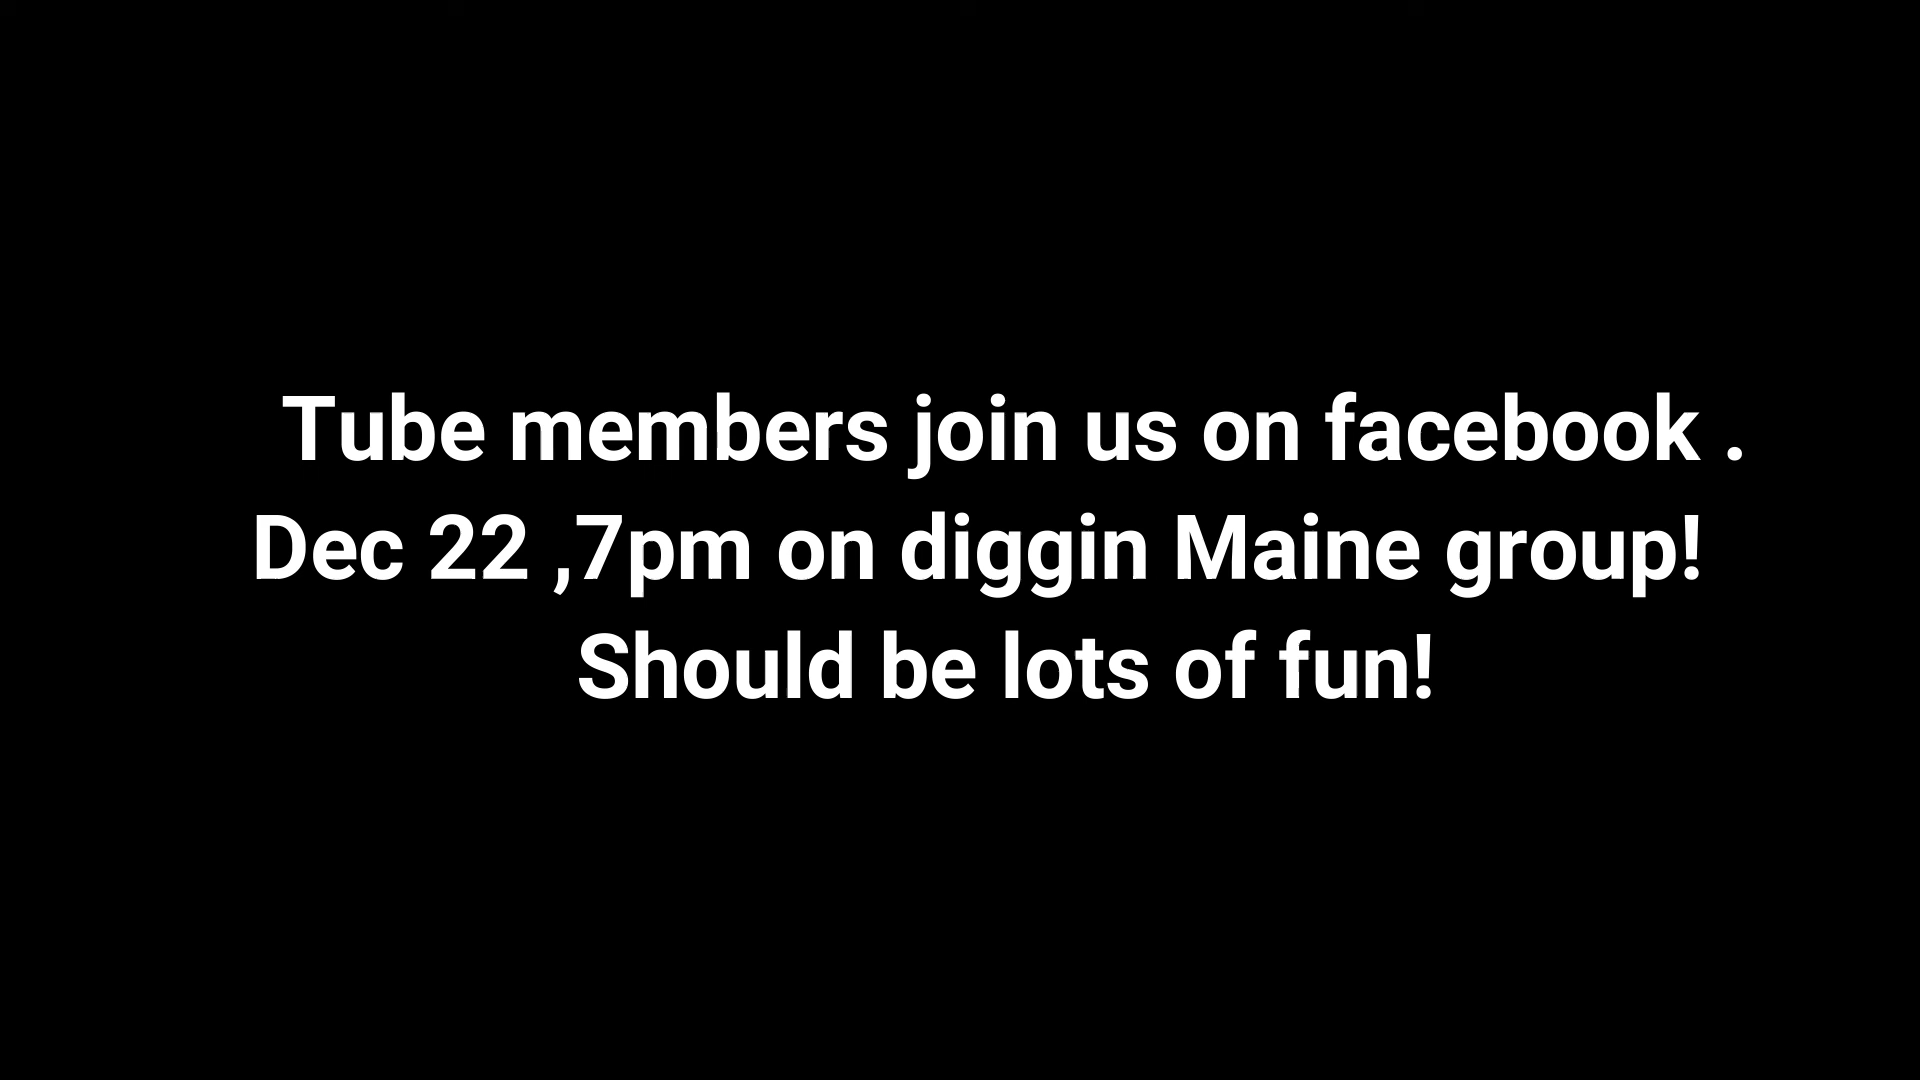 Tube members join us on facebook .
Dec 22 ,7pm on diggin Maine group!
Should be lots of fun!